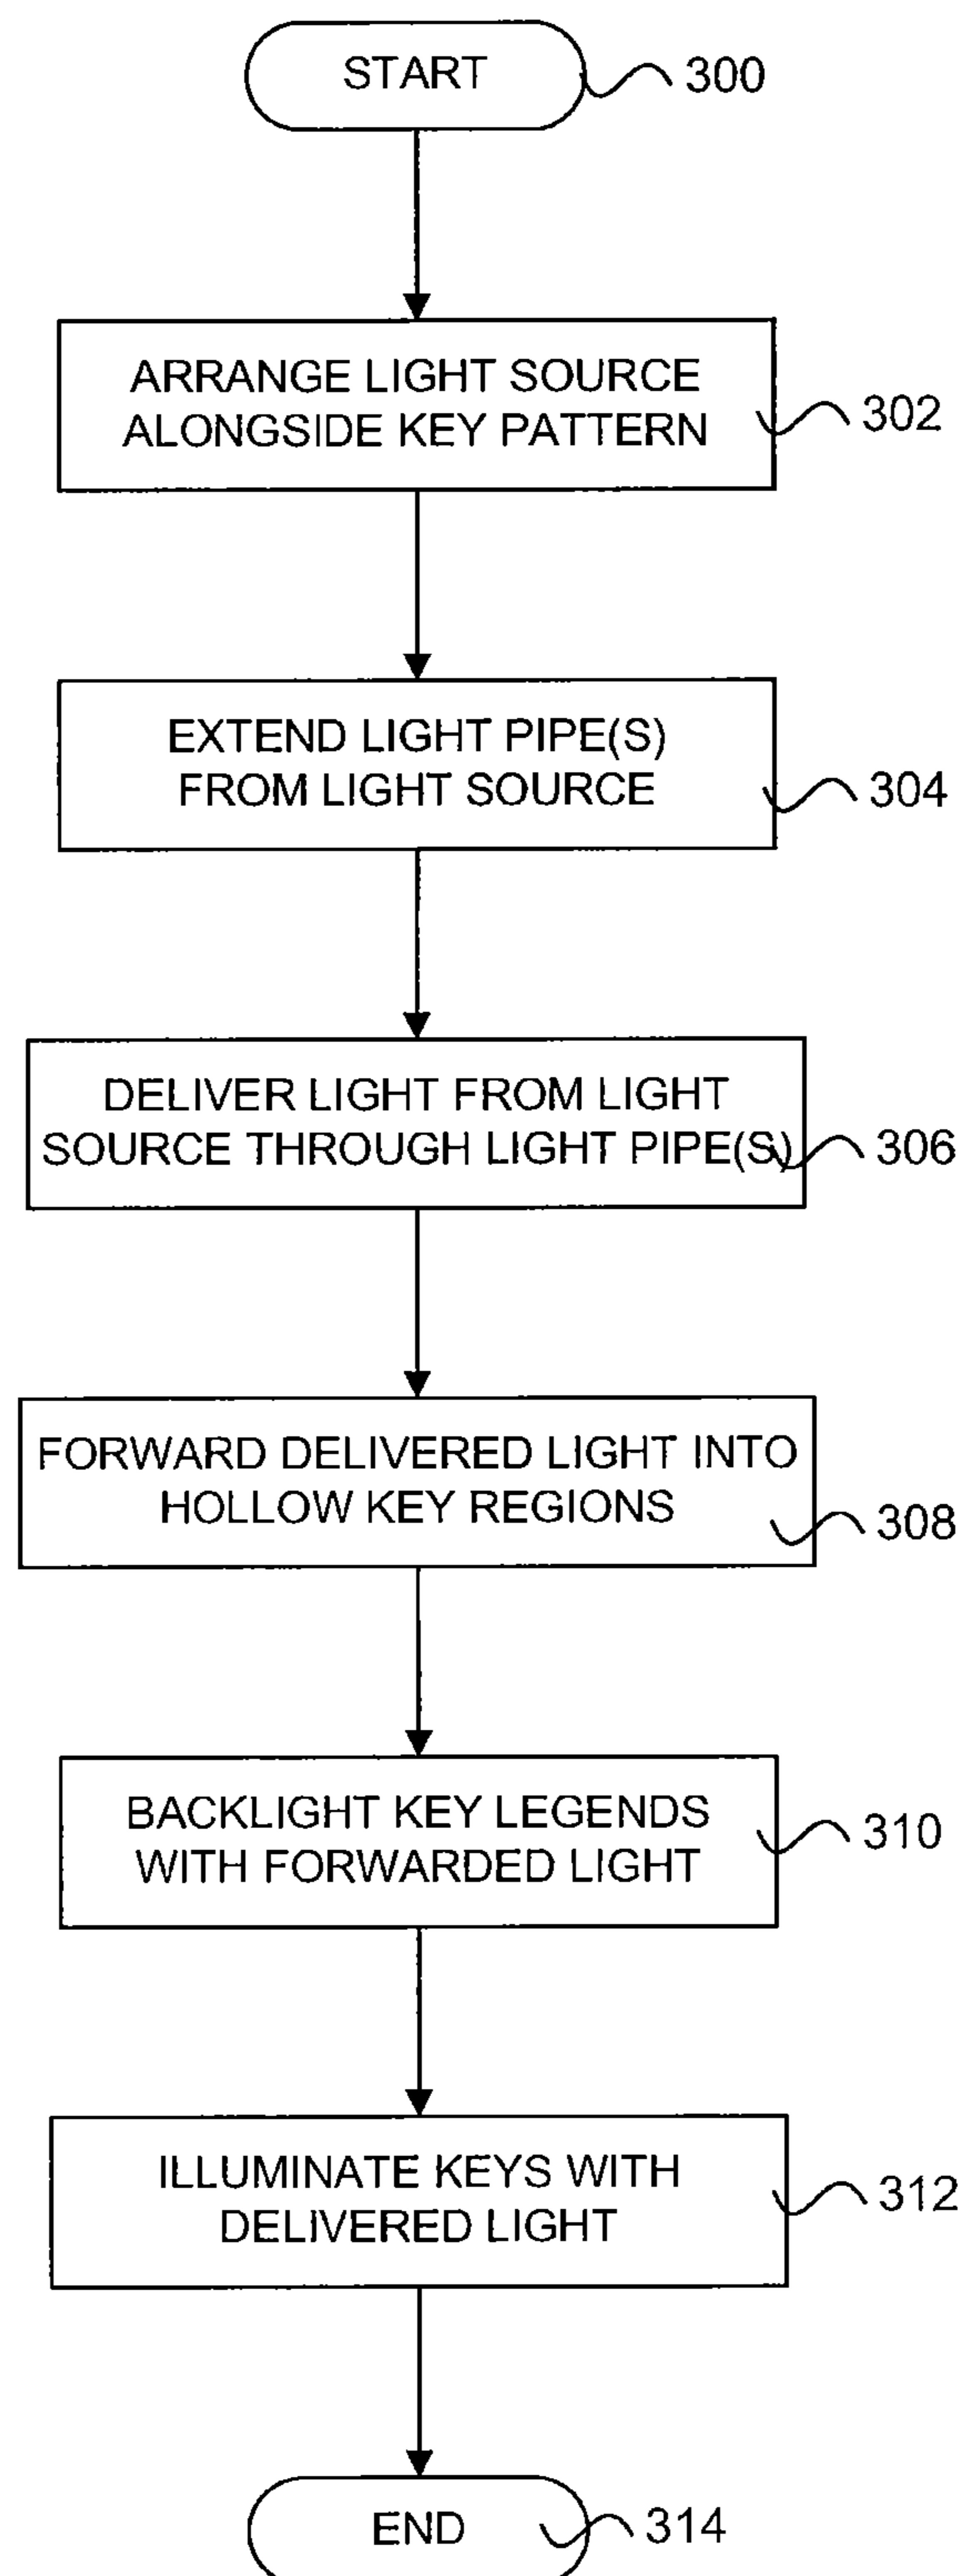 START
300
ARRANGE LIGHT SOURCE
ALONGSIDE KEY PATTERN
302
EXTEND LIGHT PIPE(S)
FROM LIGHT SOURCE
304
DELIVER LIGHT FROM LIGHT
SOURCE THROUGH LIGHT PIPE(S)
306
FORWARD DELIVERED LIGHT INTO
HOLLOW KEY REGIONS
308
BACKLIGHT KEY LEGENDS
WITH FORWARDED LIGHT
310
ILLUMINATE KEYS WITH
DELIVERED LIGHT
312
END
314